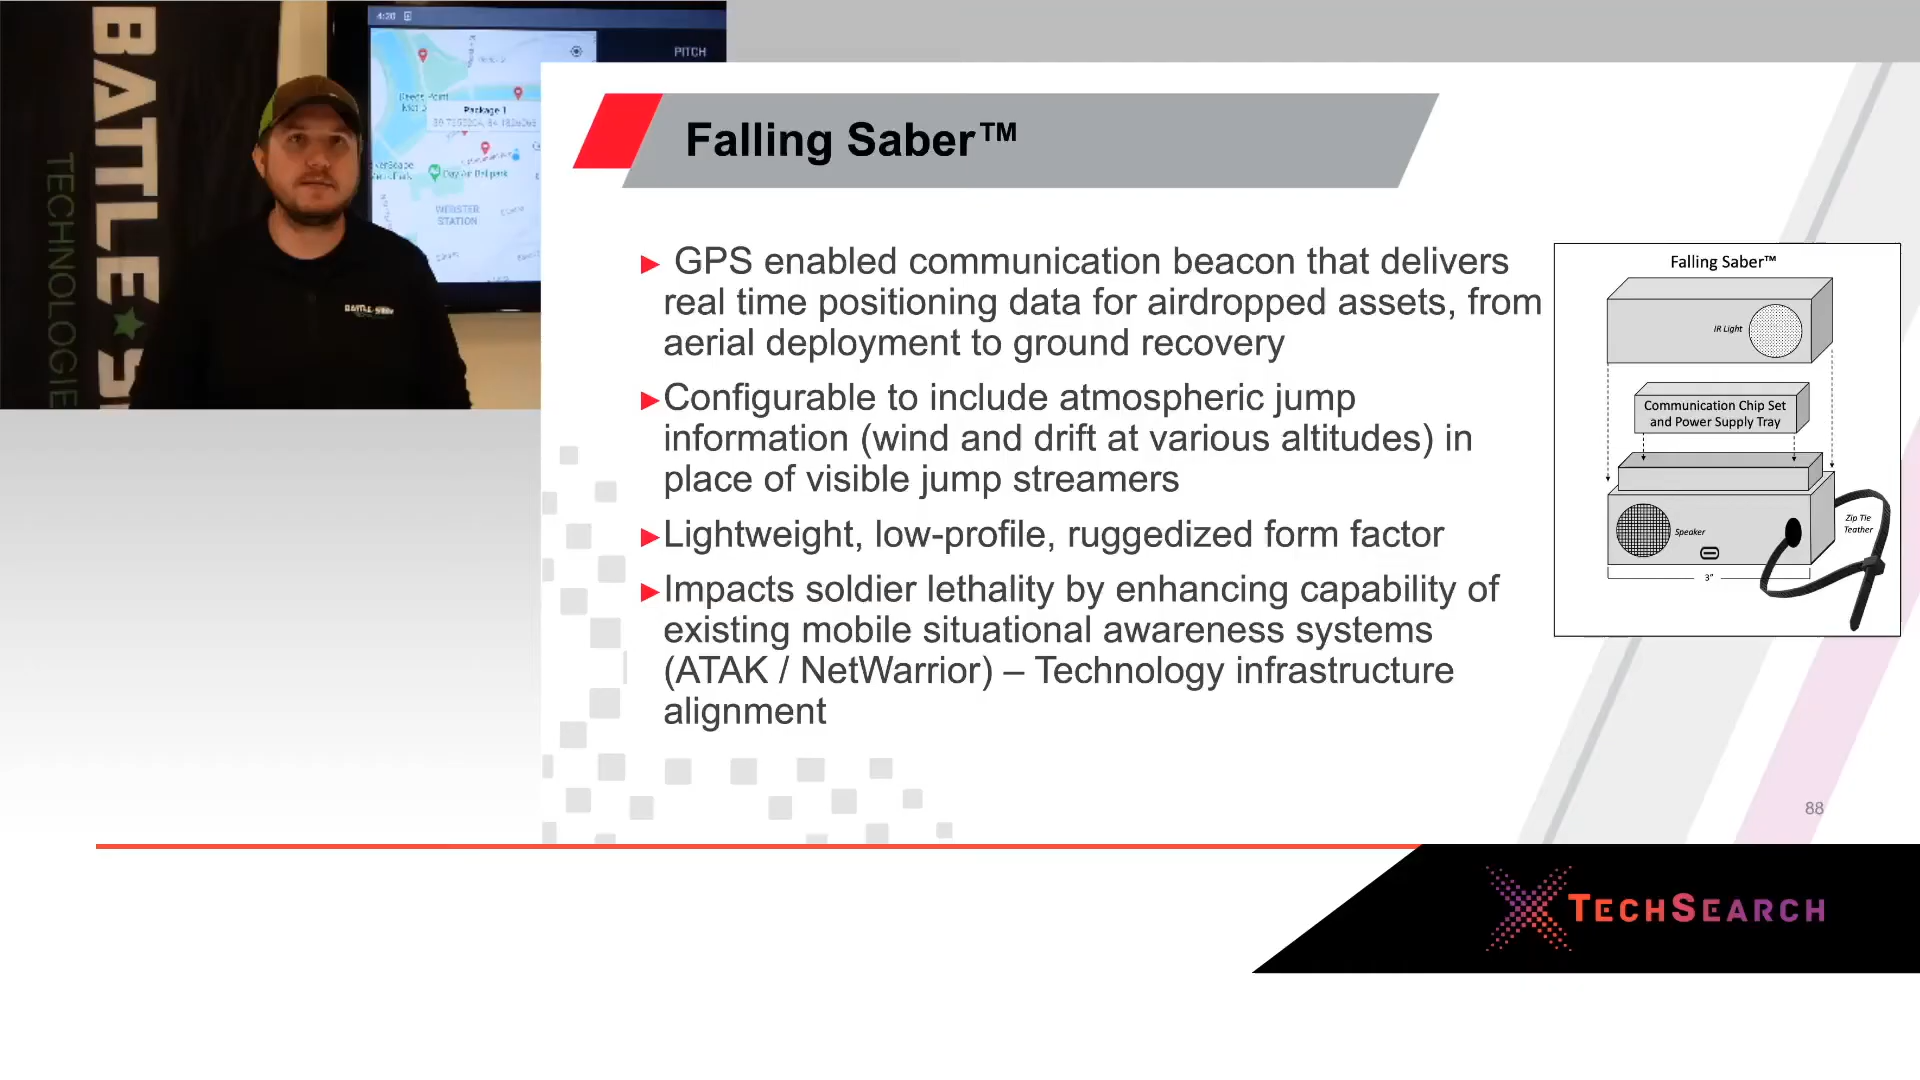 BATTLE
TECHNOLOGIE
4:20
PITCH
Package 1
WEBSTER
STATION
Falling Saber™
► GPS enabled communication beacon that delivers
real time positioning data for airdropped assets, from
aerial deployment to ground recovery
►Configurable to include atmospheric jump
information (wind and drift at various altitudes) in
place of visible jump streamers
►Lightweight, low-profile, ruggedized form factor
►Impacts soldier lethality by enhancing capability of
existing mobile situational awareness systems
(ATAK / NetWarrior) – Technology infrastructure
alignment
Falling Saber™
IR Light
Communication Chip Set
and Power Supply Tray
Speaker
Zip Tie
Teather
3"
88
TECHSEARCH